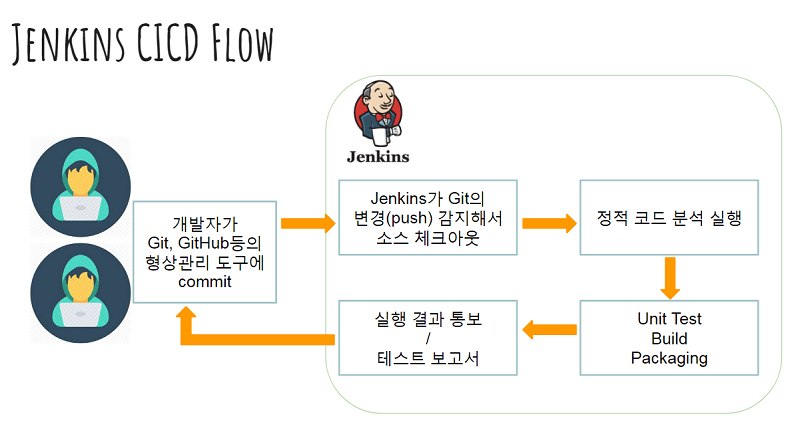 JENKINS CICD FLOW
Jenkins
개발자가
Git, GitHub등의
형상관리 도구에
commit
Jenkins가 Git의
변경(push) 감지해서
소스 체크아웃
정적 코드 분석 실행
Unit Test
Build
Packaging
실행 결과 통보
/
테스트 보고서